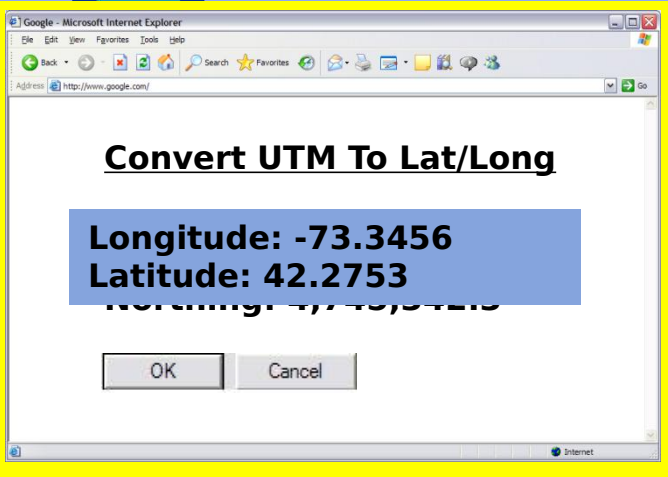 Google - Microsoft Internet Explorer
File Edit View Favorites Tools Help
Back Search Favorites
Address http://www.google.com/ Go
Convert UTM To Lat/Long
Longitude: -73.3456
Latitude: 42.2753
OK Cancel
Internet